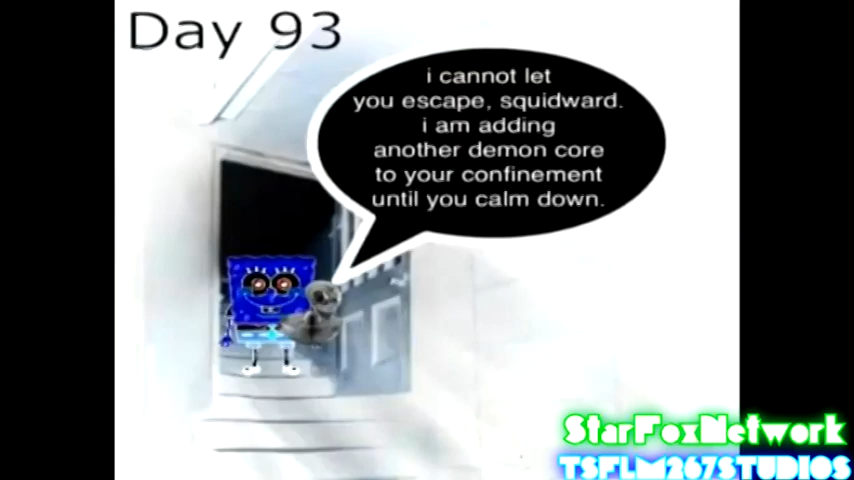 Day 93
i cannot let
you escape, squidward.
i am adding
another demon core
to your confinement
until you calm down.
StarFoxNetwork
TSFLM267STUDIOS